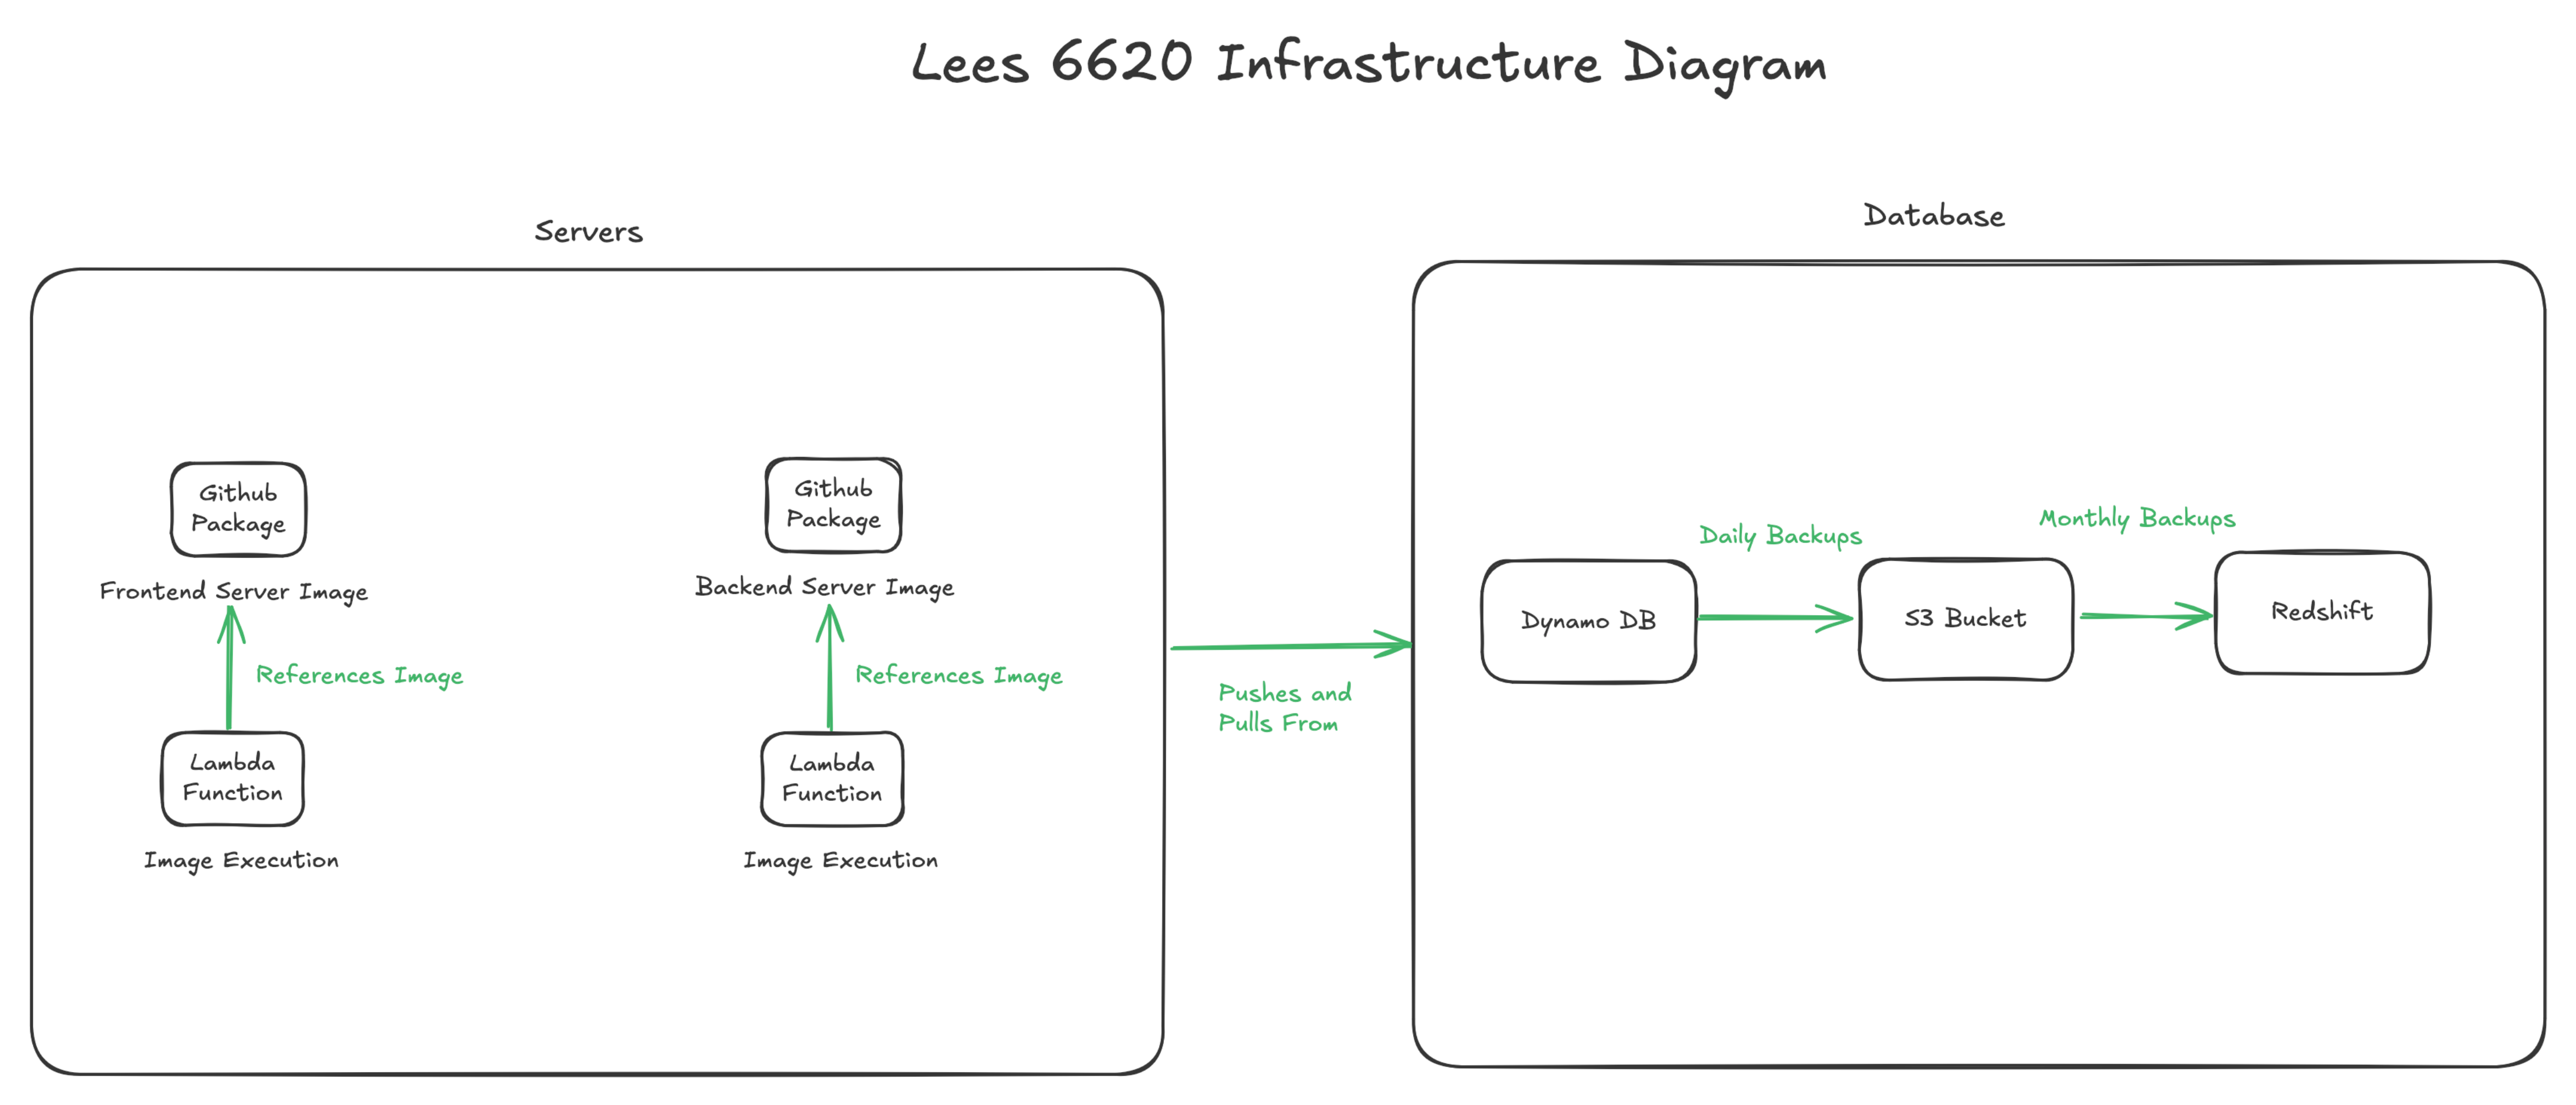 Lees 6620 Infrastructure Diagram
Servers
Database
Github
Package
Frontend Server Image
References Image
Lambda
Function
Image Execution
Github
Package
Backend Server Image
References Image
Lambda
Function
Image Execution
Pushes and
Pulls From
Dynamo DB
Daily Backups
S3 Bucket
Monthly Backups
Redshift